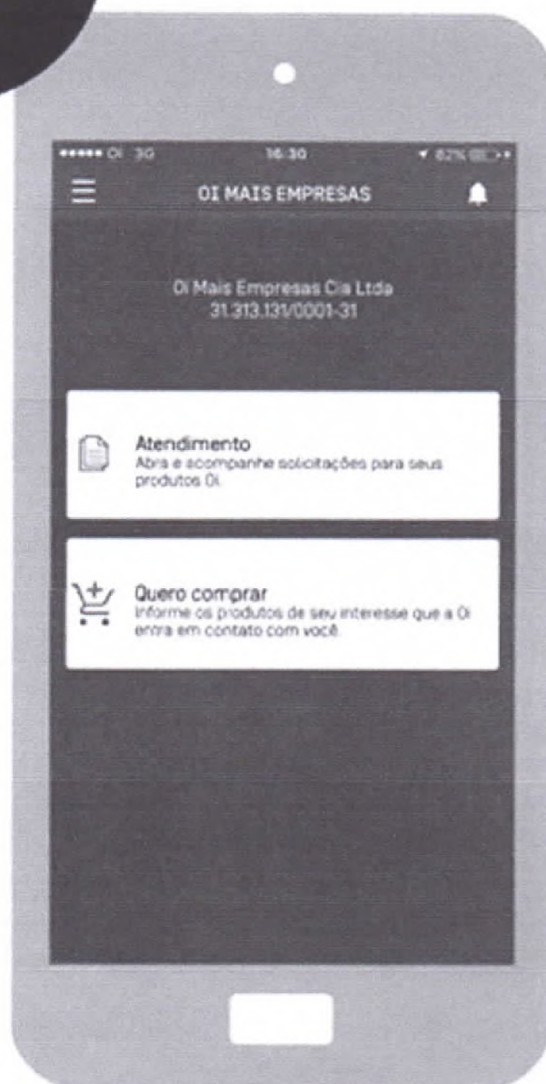 Oi 3G 16:30 82%
OI MAIS EMPRESAS
Oi Mais Empresas Cia Ltda
31.313.131/0001-31
Atendimento
Abra e acompanhe solicitações para seus
produtos Oi.
Quero comprar
Informe os produtos de seu interesse que a Oi
entra em contato com você.